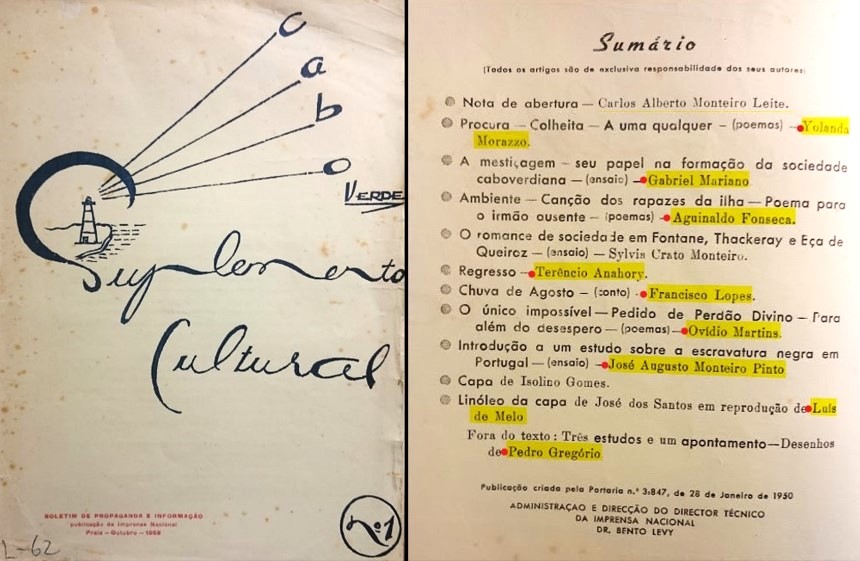 c
a
b
o
VERDE
Suplemento
Cultural
BOLETIM DE PROPAGANDA E INFORMAÇÃO
publicação da Imprensa Nacional
Praia — Outubro — 1958
Nº1
L-62
Sumário
(Todos os artigos são de exclusiva responsabilidade dos seus autores)
Nota de abertura — Carlos Alberto Monteiro Leite.
Procura — Colheita — A uma qualquer — (poemas) — Yolanda
Morazzo.
A mestiçagem — seu papel na formação da sociedade
caboverdiana — (ensaio) — Gabriel Mariano
Ambiente — Canção dos rapazes da ilha — Poema para
o irmão ausente — (poemas) — Aguinaldo Fonseca.
O romance de sociedade em Fontane, Thackeray e Eça de
Queiroz — (ensaio) — Sylvis Crato Monteiro.
Regresso — Terêncio Anahory.
Chuva de Agosto — (conto) — Francisco Lopes.
O único impossível — Pedido de Perdão Divino — Para
além do desespero — (poemas) — Ovídio Martins.
Introdução a um estudo sobre a escravatura negra em
Portugal — (ensaio) — José Augusto Monteiro Pinto
Capa de Isolino Gomes.
Linóleo da capa de José dos Santos em reprodução de Luís
de Melo
Fora do texto: Três estudos e um apontamento — Desenhos
de Pedro Gregório
Publicação criada pela Portaria n.º 3:847, de 28 de Janeiro de 1950
ADMINISTRAÇAO E DIRECÇÃO DO DIRECTOR TÉCNICO
DA IMPRENSA NACIONAL
DR. BENTO LEVY